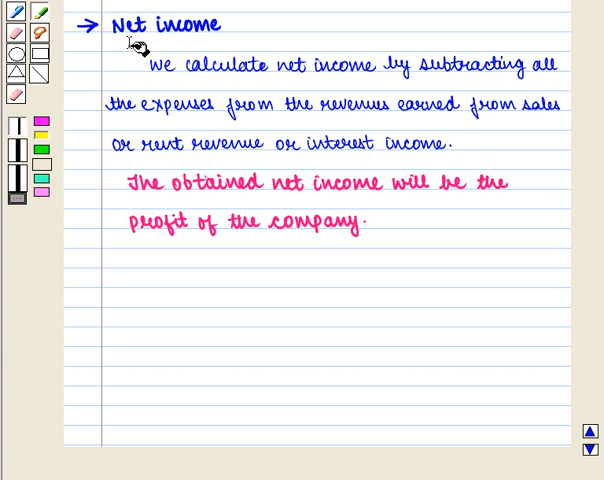 → Net income
We calculate net income by subtracting all
the expenses from the revenues earned from sales
or rent revenue or interest income.
The obtained net income will be the
profit of the company.